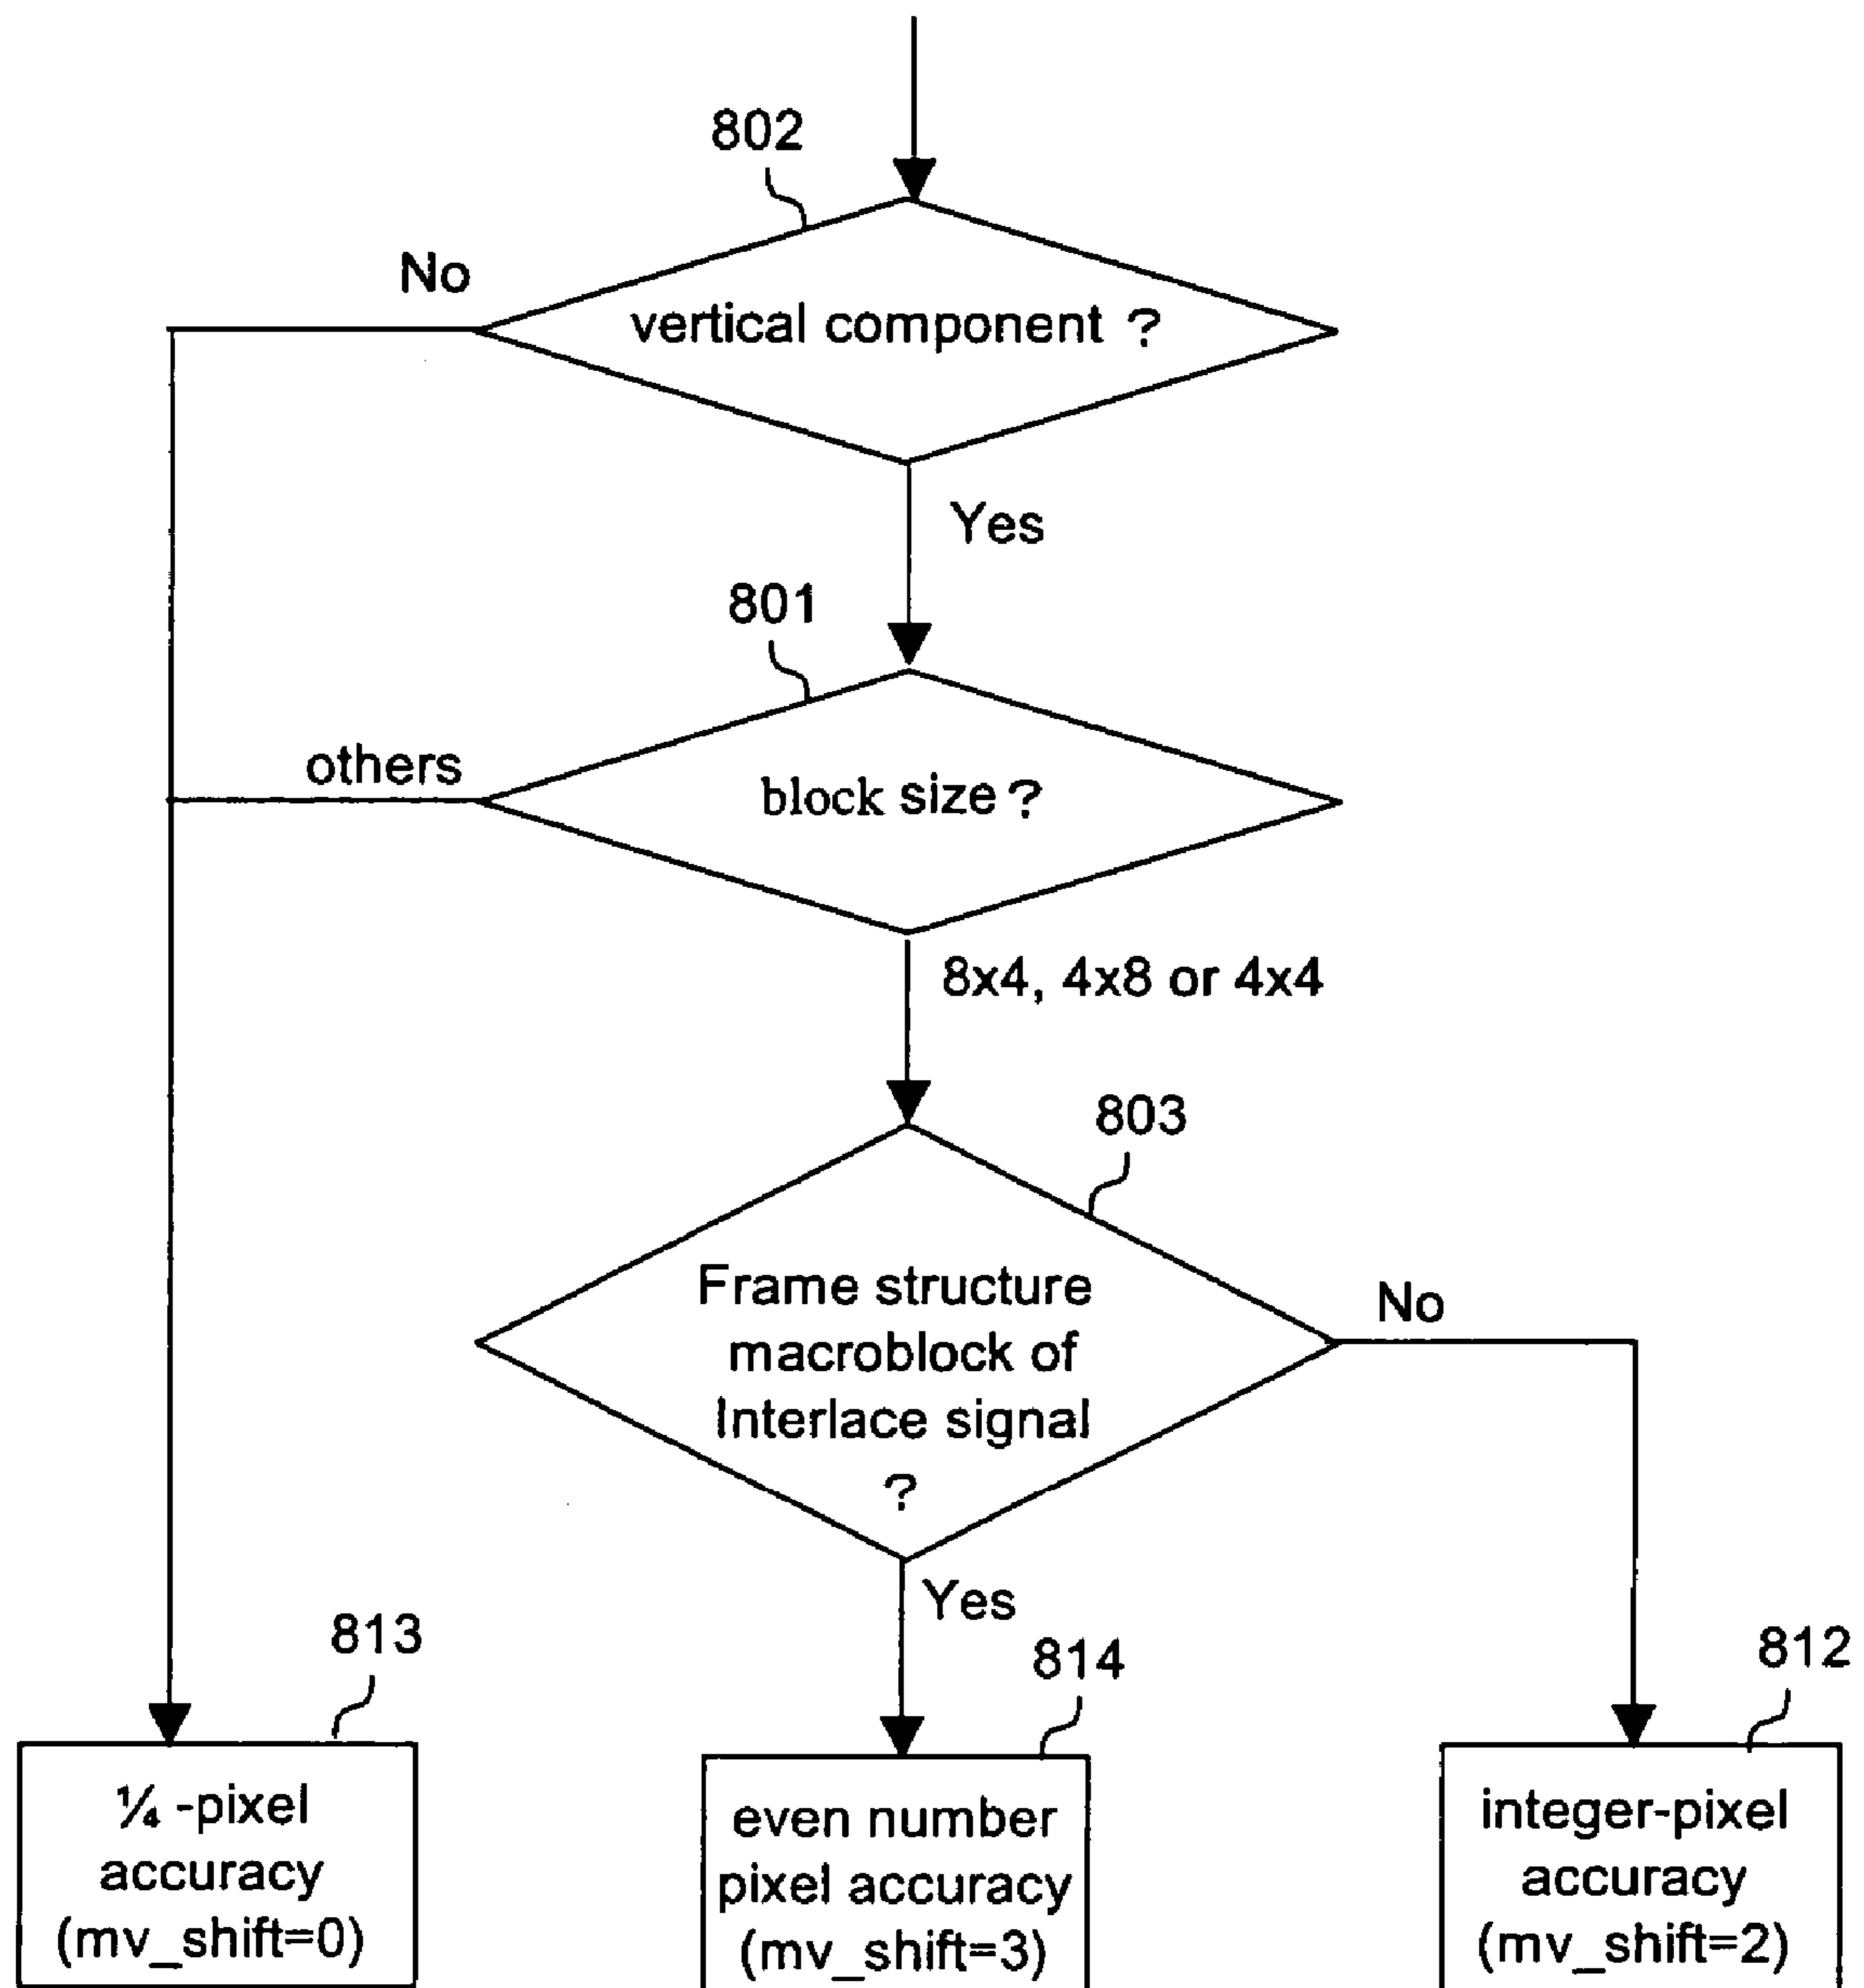 802
No
vertical component ?
Yes
801
others
block size ?
8x4, 4x8 or 4x4
803
Frame structure
macroblock of
Interlace signal
?
No
Yes
813
814
812
¼ -pixel
accuracy
(mv_shift=0)
even number
pixel accuracy
(mv_shift=3)
integer-pixel
accuracy
(mv_shift=2)